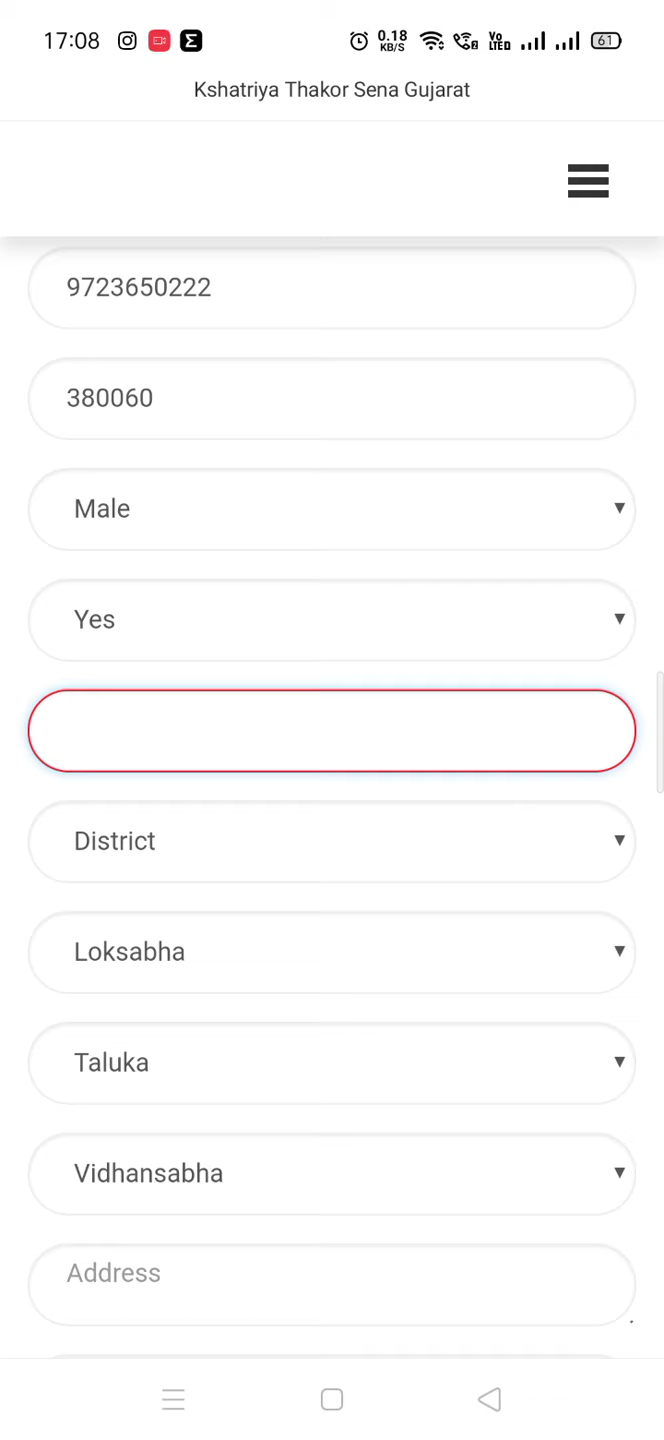 17:08
0.18
KB/S
Vo
LTE
61
Kshatriya Thakor Sena Gujarat
9723650222
380060
Male
Yes
District
Loksabha
Taluka
Vidhansabha
Address